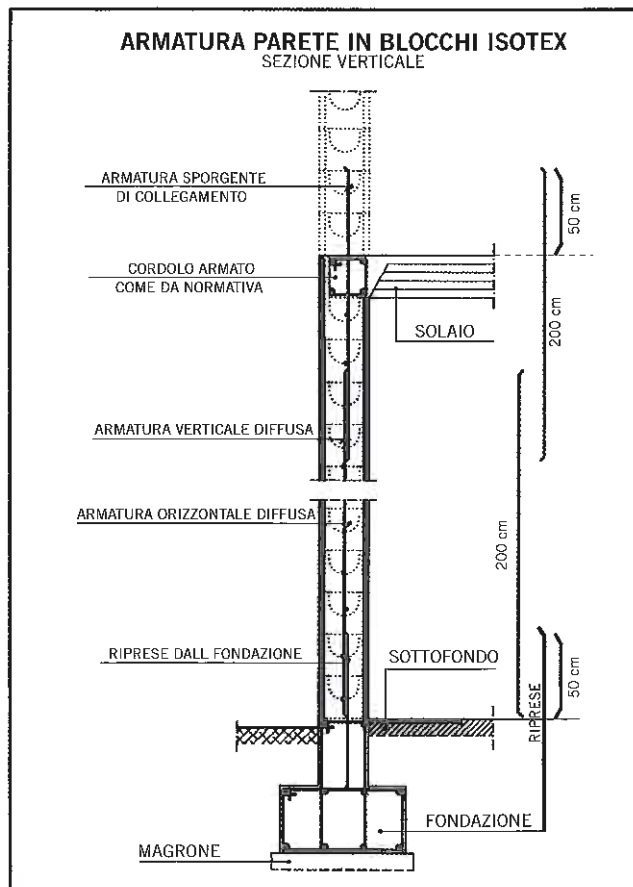 ARMATURA PARETE IN BLOCCHI ISOTEX
SEZIONE VERTICALE
ARMATURA SPORGENTE
DI COLLEGAMENTO
50 cm
CORDOLO ARMATO
COME DA NORMATIVA
SOLAIO
200 cm
ARMATURA VERTICALE DIFFUSA
ARMATURA ORIZZONTALE DIFFUSA
200 cm
RIPRESE DALL FONDAZIONE
SOTTOFONDO
50 cm
RIPRESE
FONDAZIONE
MAGRONE